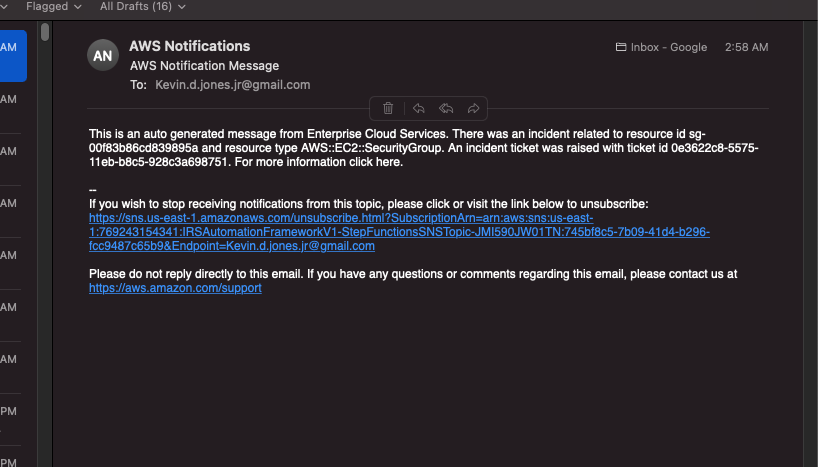 Flagged All Drafts (16)
AM
AN
AWS Notifications
Inbox - Google 2:58 AM
AWS Notification Message
To: Kevin.d.jones.jr@gmail.com
AM
This is an auto generated message from Enterprise Cloud Services. There was an incident related to resource id sg-
00f83b86cd839895a and resource type AWS::EC2::SecurityGroup. An incident ticket was raised with ticket id 0e3622c8-5575-
11eb-b8c5-928c3a698751. For more information click here.
AM
--
If you wish to stop receiving notifications from this topic, please click or visit the link below to unsubscribe:
AM
https://sns.us-east-1.amazonaws.com/unsubscribe.html?SubscriptionArn=arn:aws:sns:us-east-
1:769243154341:IRSAutomationFrameworkV1-StepFunctionsSNSTopic-JMI590JW01TN:745bf8c5-7b09-41d4-b296-
fcc9487c65b9&Endpoint=Kevin.d.jones.jr@gmail.com
AM
Please do not reply directly to this email. If you have any questions or comments regarding this email, please contact us at
https://aws.amazon.com/support
AM
AM
PM
PM